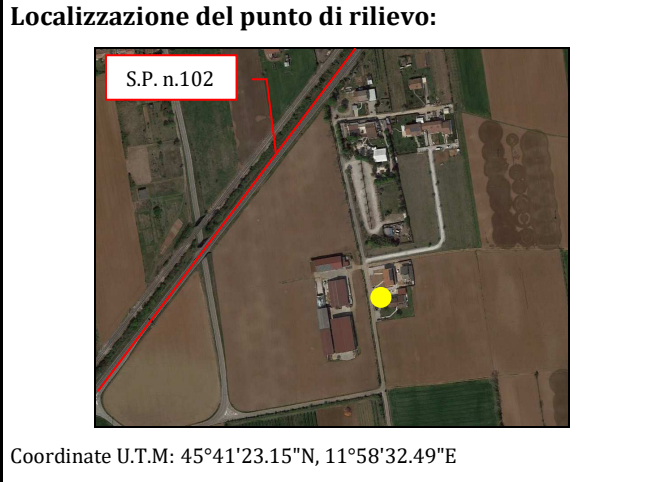 Localizzazione del punto di rilievo:
S.P. n.102
Coordinate U.T.M: 45°41'23.15"N, 11°58'32.49"E